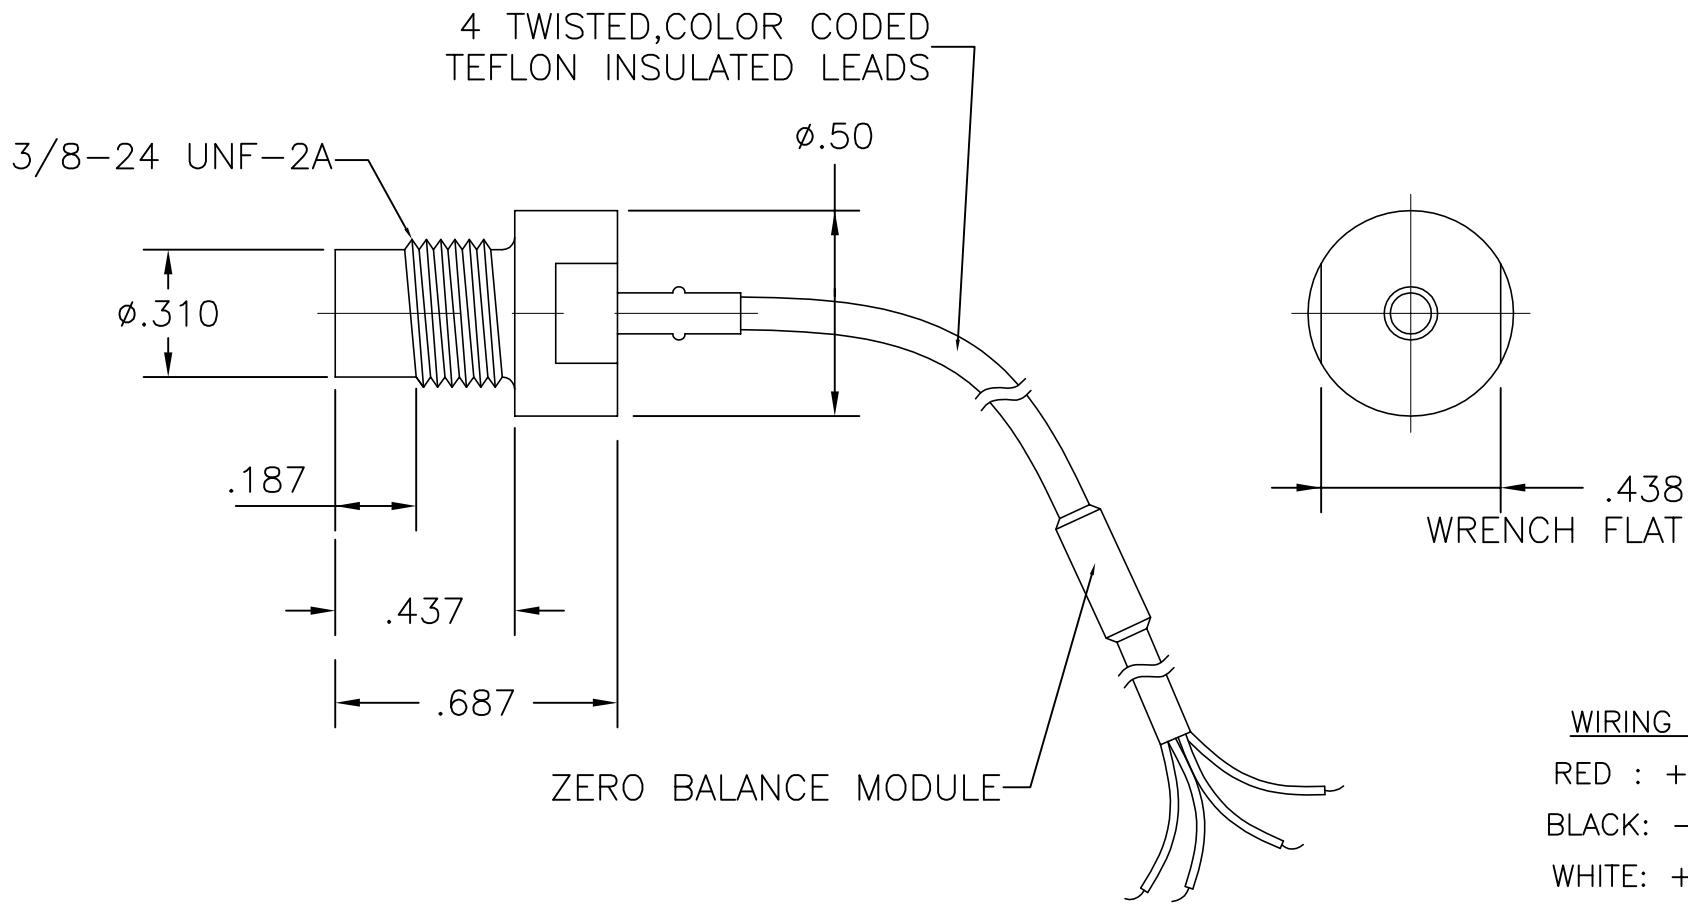 4 TWISTED,COLOR CODED
TEFLON INSULATED LEADS
ø.50
3/8-24 UNF-2A
ø.310
.187
.438
WRENCH FLAT
.437
.687
ZERO BALANCE MODULE
WIRING
RED : +
BLACK: -
WHITE: +